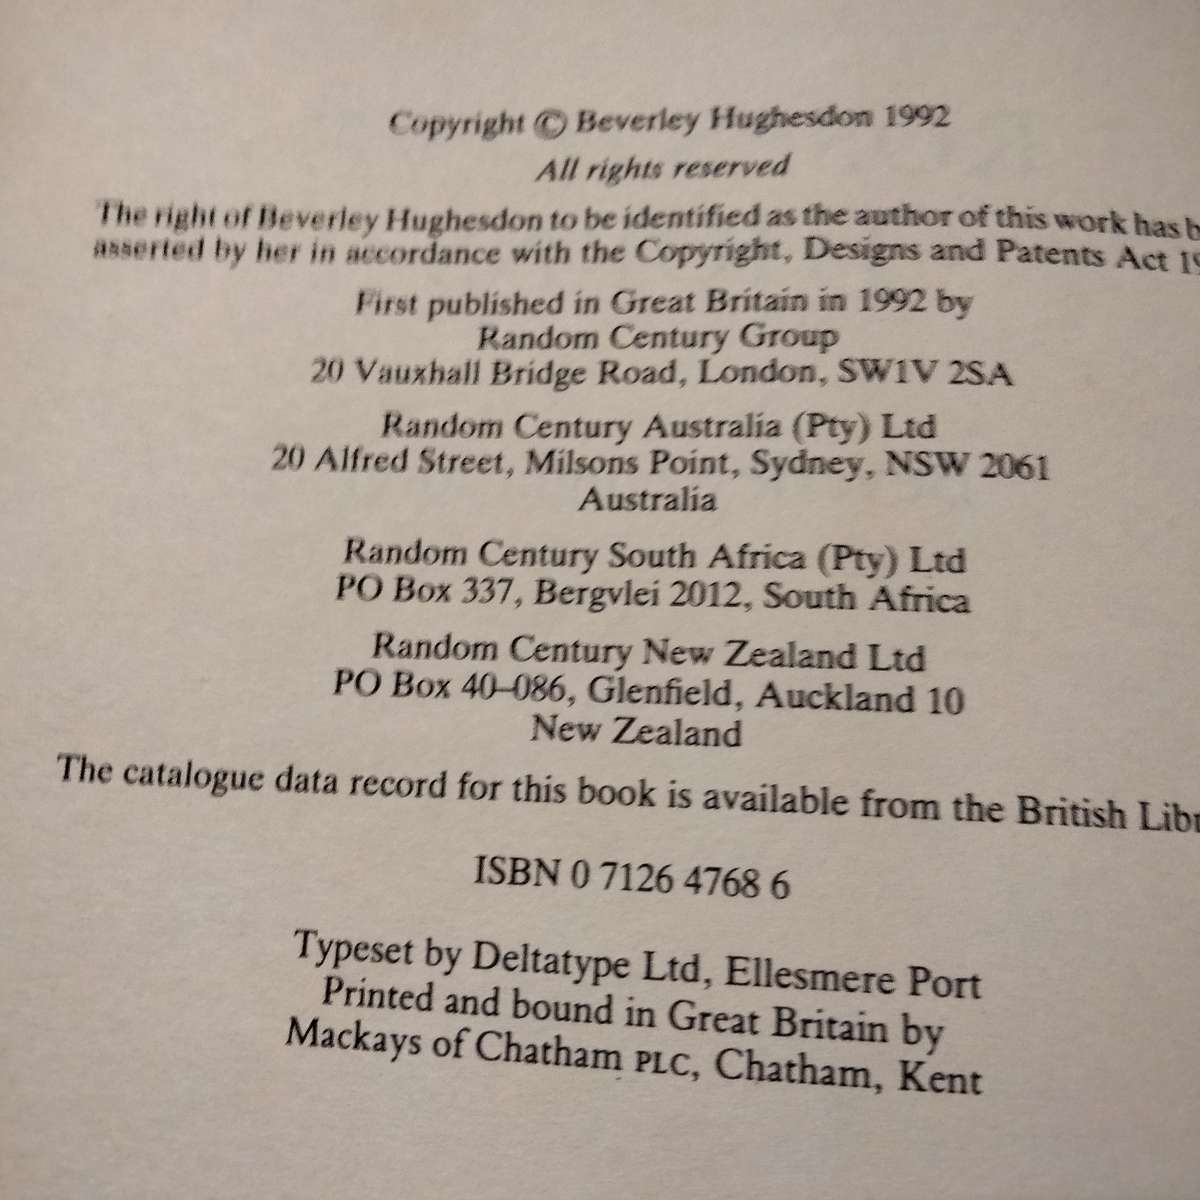 Copyright © Beverley Hughesdon 1992
All rights reserved
The right of Beverley Hughesdon to be identified as the author of this work has b
asserted by her in accordance with the Copyright, Designs and Patents Act 19
First published in Great Britain in 1992 by
Random Century Group
20 Vauxhall Bridge Road, London, SW1V 2SA
Random Century Australia (Pty) Ltd
20 Alfred Street, Milsons Point, Sydney, NSW 2061
Australia
Random Century South Africa (Pty) Ltd
PO Box 337, Bergvlei 2012, South Africa
Random Century New Zealand Ltd
PO Box 40–086, Glenfield, Auckland 10
New Zealand
The catalogue data record for this book is available from the British Libr
ISBN 0 7126 4768 6
Typeset by Deltatype Ltd, Ellesmere Port
Printed and bound in Great Britain by
Mackays of Chatham PLC, Chatham, Kent